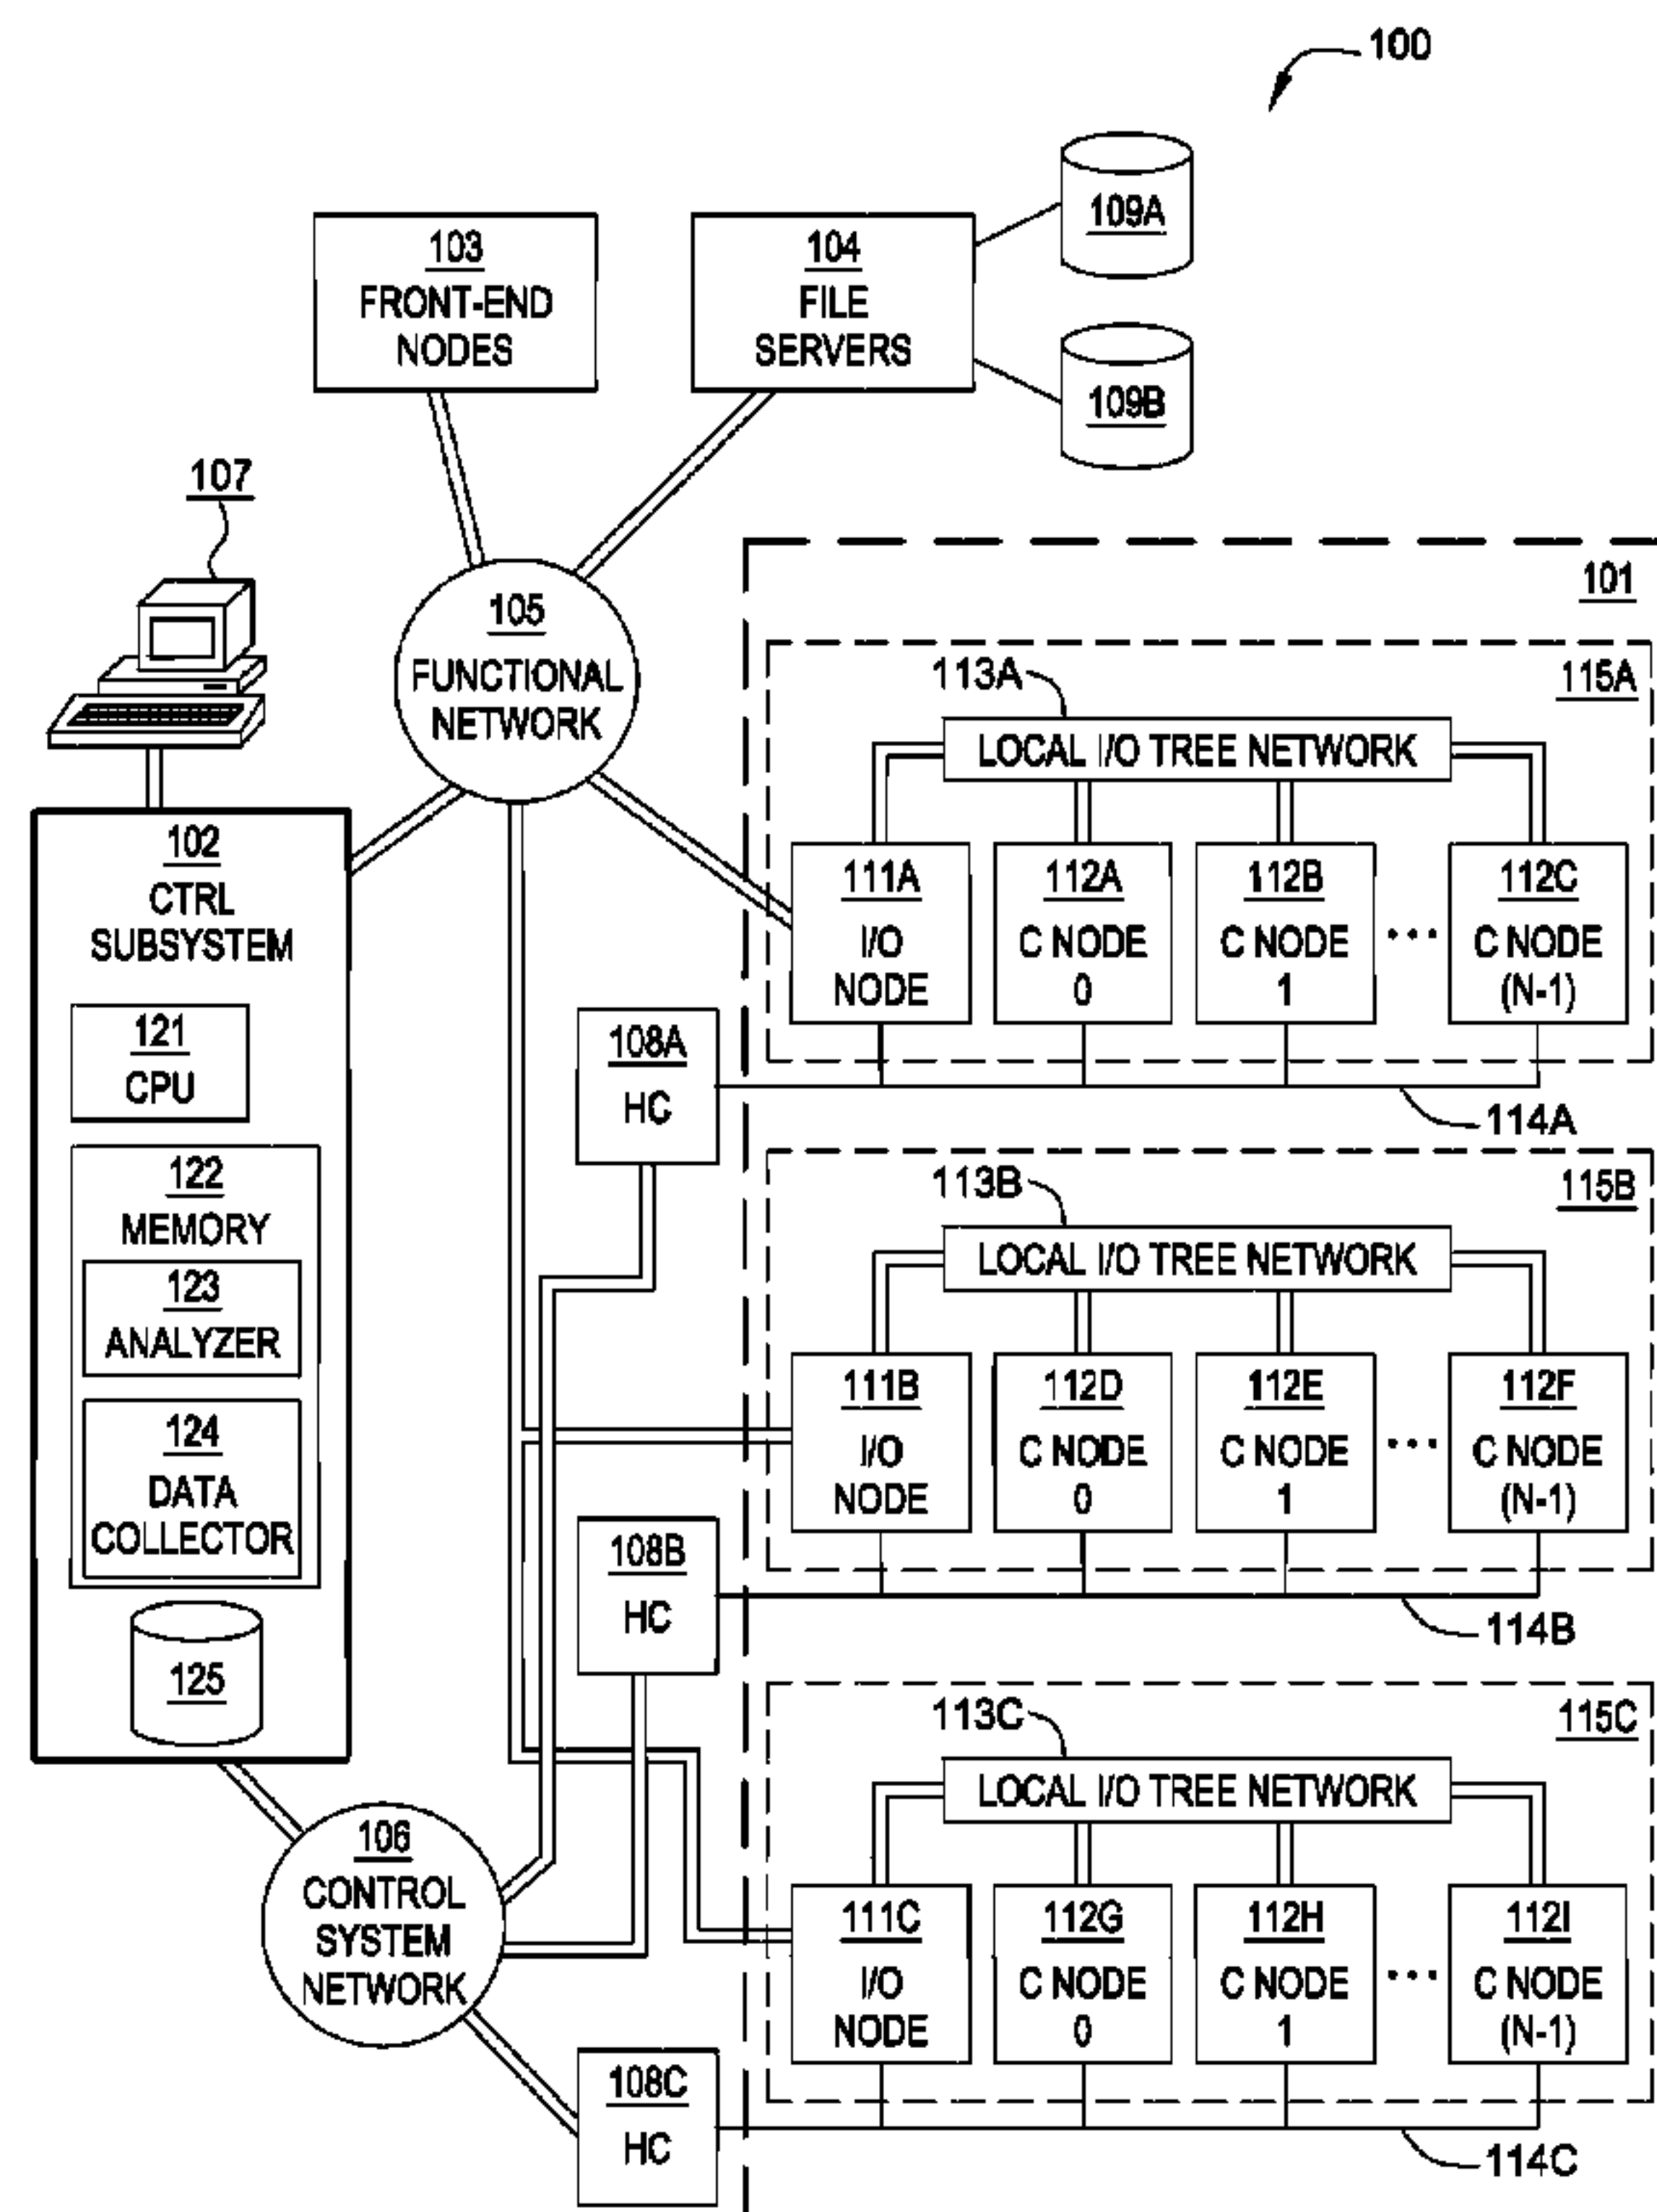 100
109A
103
FRONT-END
NODES
104
FILE
SERVERS
109B
107
105
FUNCTIONAL
NETWORK
101
115A
113A
LOCAL I/O TREE NETWORK
102
CTRL
SUBSYSTEM
111A
I/O
NODE
112A
C NODE
0
112B
C NODE
1
...
112C
C NODE
(N-1)
121
CPU
108A
HC
114A
122
MEMORY
123
ANALYZER
124
DATA
COLLECTOR
125
115B
113B
LOCAL I/O TREE NETWORK
111B
I/O
NODE
112D
C NODE
0
112E
C NODE
1
...
112F
C NODE
(N-1)
108B
HC
114B
115C
113C
LOCAL I/O TREE NETWORK
106
CONTROL
SYSTEM
NETWORK
111C
I/O
NODE
112G
C NODE
0
112H
C NODE
1
...
112I
C NODE
(N-1)
108C
HC
114C